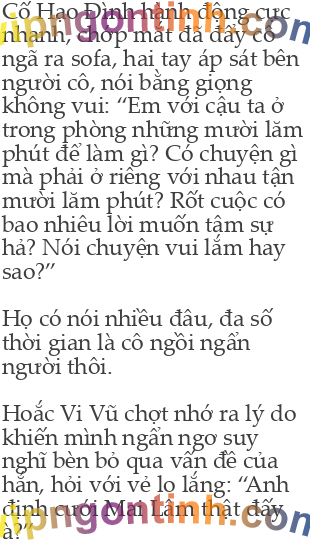 Cố Hạo Đình hành động cực
nhanh, chớp mắt đã đẩy cô
ngã ra sofa, hai tay áp sát bên
người cô, nói bằng giọng
không vui: “Em với cậu ta ở
trong phòng những mười lăm
phút để làm gì? Có chuyện gì
mà phải ở riêng với nhau tận
mười lăm phút? Rốt cuộc có
bao nhiêu lời muốn tâm sự
hả? Nói chuyện vui lắm hay
sao?”
Họ có nói nhiều đâu, đa số
thời gian là cô ngồi ngẩn
người thôi.
Hoắc Vi Vũ chợt nhớ ra lý do
khiến mình ngẩn ngơ suy
nghĩ bèn bỏ qua vấn đề của
hắn, hỏi với vẻ lo lắng: “Anh
định cưới Mai Lâm thật đấy
à?”
vipngontinh.com
vipngontinh.com